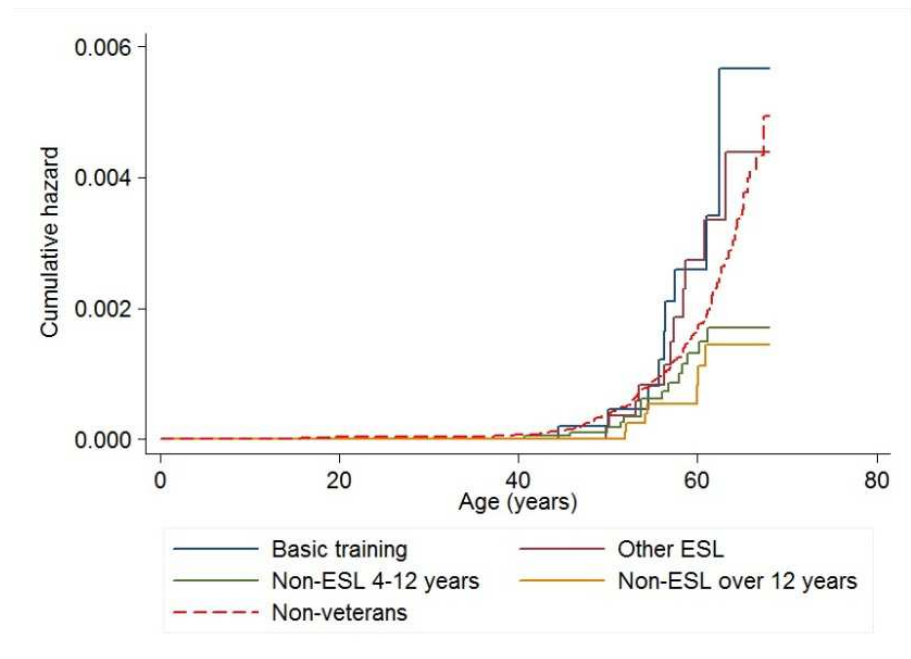 0.006
0.004
0.002
0.000
Cumulative hazard
0 20 40 60 80
Age (years)
Basic training Other ESL
Non-ESL 4-12 years Non-ESL over 12 years
Non-veterans